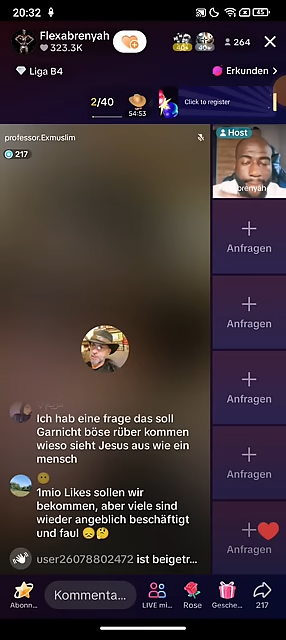 20:32
45
Flexabrenyah
323.3K
40+
40+
264
Liga B4
Erkunden >
2/40
54:53
Click to register
professor.Exmuslim
217
Host
Anfragen
Anfragen
Anfragen
Anfragen
Anfragen
Ich hab eine frage das soll
Garnicht böse rüber kommen
wieso sieht Jesus aus wie ein
mensch
1mio Likes sollen wir
bekommen, aber viele sind
wieder angeblich beschäftigt
und faul 😞🤔
user26078802472 ist beigetr...
Abonn...
Kommenta...
LIVE mi...
Rose
Gesche...
217